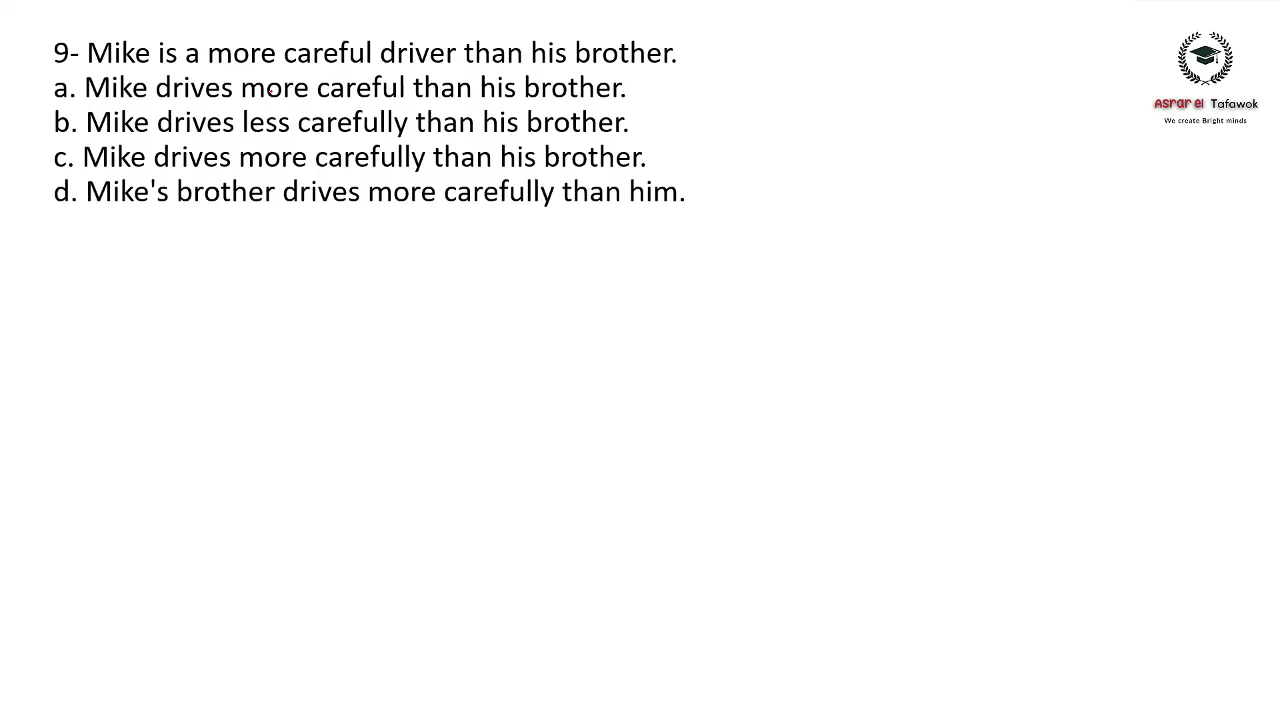 9- Mike is a more careful driver than his brother.
a. Mike drives more careful than his brother.
b. Mike drives less carefully than his brother.
c. Mike drives more carefully than his brother.
d. Mike's brother drives more carefully than him.
Asrar el Tafawok
We create Bright minds